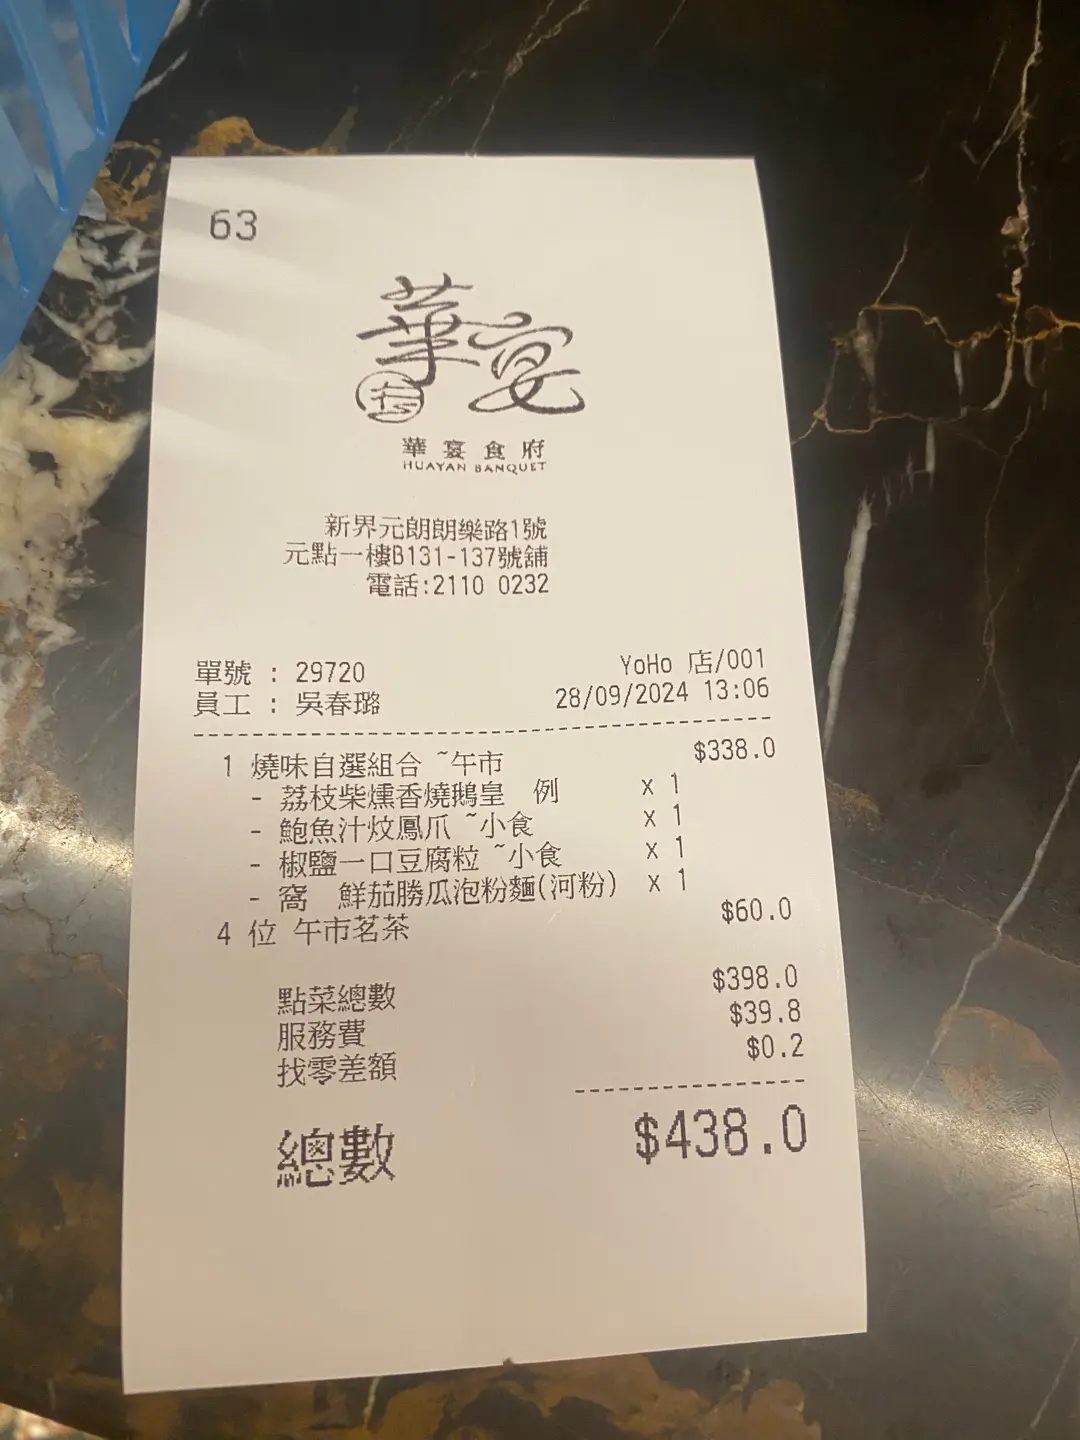 63
華宴
華宴食府
HUAYAN BANQUET
新界元朗朗樂路1號
元點一樓B131-137號舖
電話:2110 0232
單號 : 29720 YoHo 店/001
員工 : 吳春璐 28/09/2024 13:06
1 燒味自選組合 ~午市 $338.0
- 荔枝柴燻香燒鵝皇 例 x 1
- 鮑魚汁炆鳳爪 ~小食 x 1
- 椒鹽一口豆腐粒 ~小食 x 1
- 窩 鮮茄勝瓜泡粉麵(河粉) x 1
4 位 午市茗茶 $60.0
點菜總數 $398.0
服務費 $39.8
找零差額 $0.2
總數 $438.0